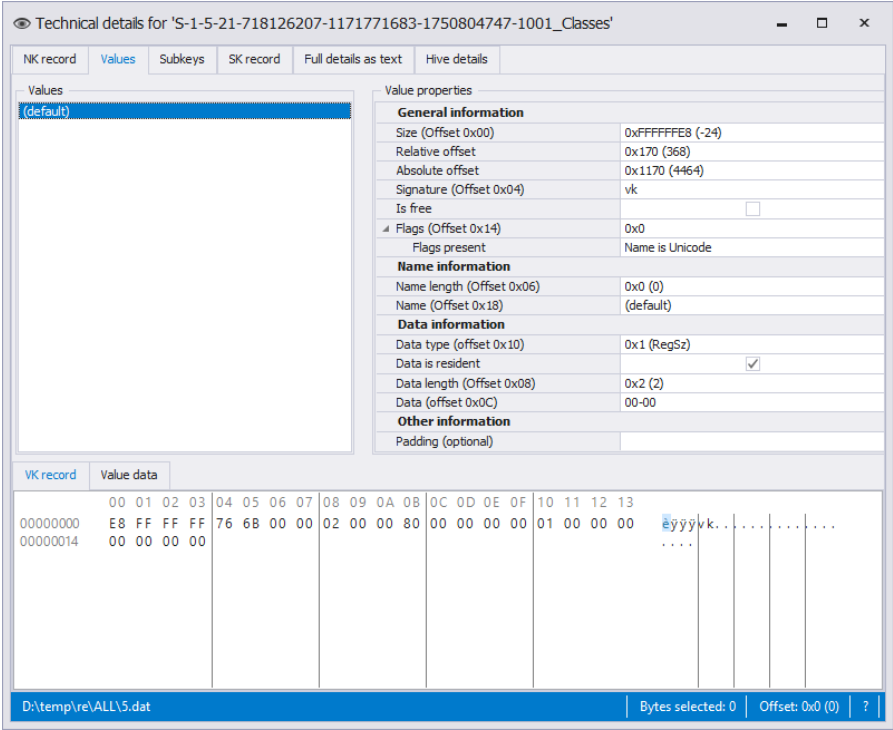 Technical details for 'S-1-5-21-718126207-1171771683-1750804747-1001_Classes'
NK record Values Subkeys SK record Full details as text Hive details
Values
(default)
Value properties
General information
Size (Offset 0x00) 0xFFFFFFE8 (-24)
Relative offset 0x170 (368)
Absolute offset 0x1170 (4464)
Signature (Offset 0x04) vk
Is free
Flags (Offset 0x14) 0x0
Flags present Name is Unicode
Name information
Name length (Offset 0x06) 0x0 (0)
Name (Offset 0x18) (default)
Data information
Data type (offset 0x10) 0x1 (RegSz)
Data is resident
Data length (Offset 0x08) 0x2 (2)
Data (offset 0x0C) 00-00
Other information
Padding (optional)
VK record Value data
00 01 02 03 04 05 06 07 08 09 0A 0B 0C 0D 0E 0F 10 11 12 13
00000000 E8 FF FF FF 76 6B 00 00 02 00 00 80 00 00 00 00 01 00 00 00 èÿÿÿvk..............
00000014 00 00 00 00 ....
D:\temp\re\ALL\5.dat Bytes selected: 0 Offset: 0x0 (0) ?